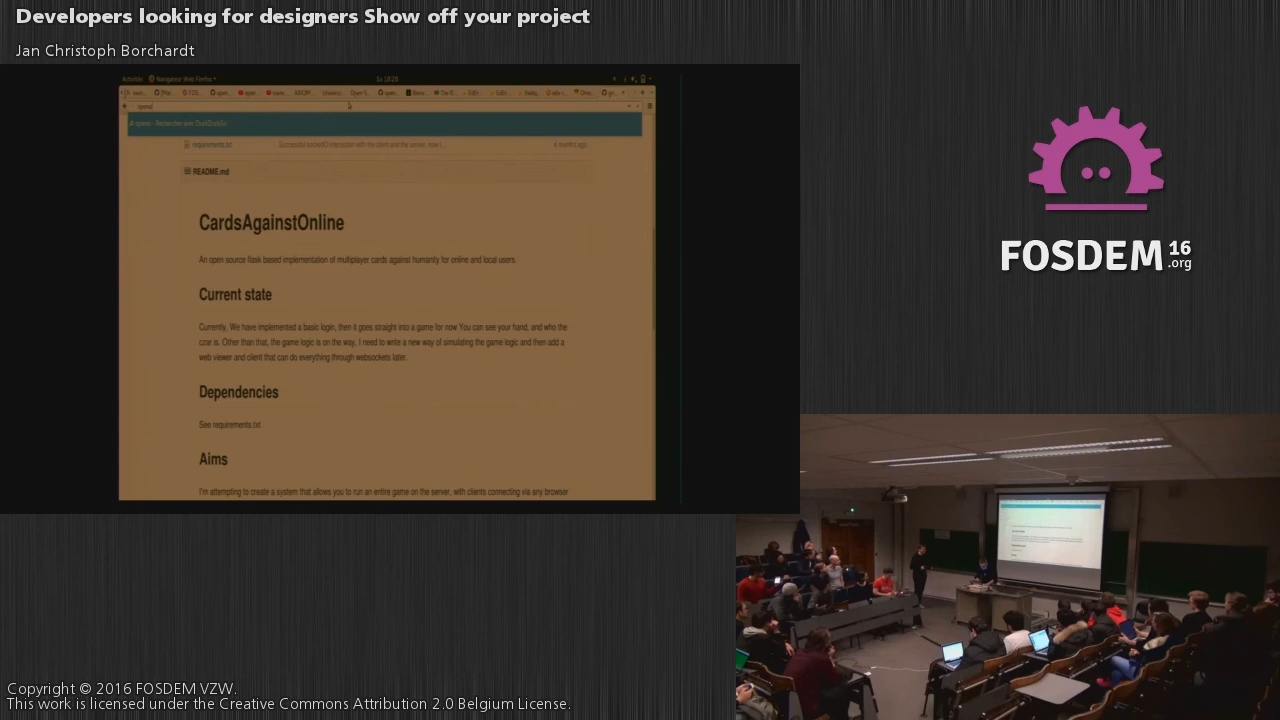 Developers looking for designers Show off your project
Jan Christoph Borchardt
requirements.txt
4 months ago
README.md
CardsAgainstOnline
An open source flask based implementation of multiplayer cards against humanity for online and local users.
Current state
Currently, We have implemented a basic login, then it goes straight into a game for now You can see your hand, and who the
czar is. Other than that, the game logic is on the way, I need to write a new way of simulating the game logic and then add a
web viewer and client that can do everything through websockets later.
Dependencies
See requirements.txt
Aims
I'm attempting to create a system that allows you to run an entire game on the server, with clients connecting via any browser
FOSDEM 16
.org
Copyright © 2016 FOSDEM VZW.
This work is licensed under the Creative Commons Attribution 2.0 Belgium License.